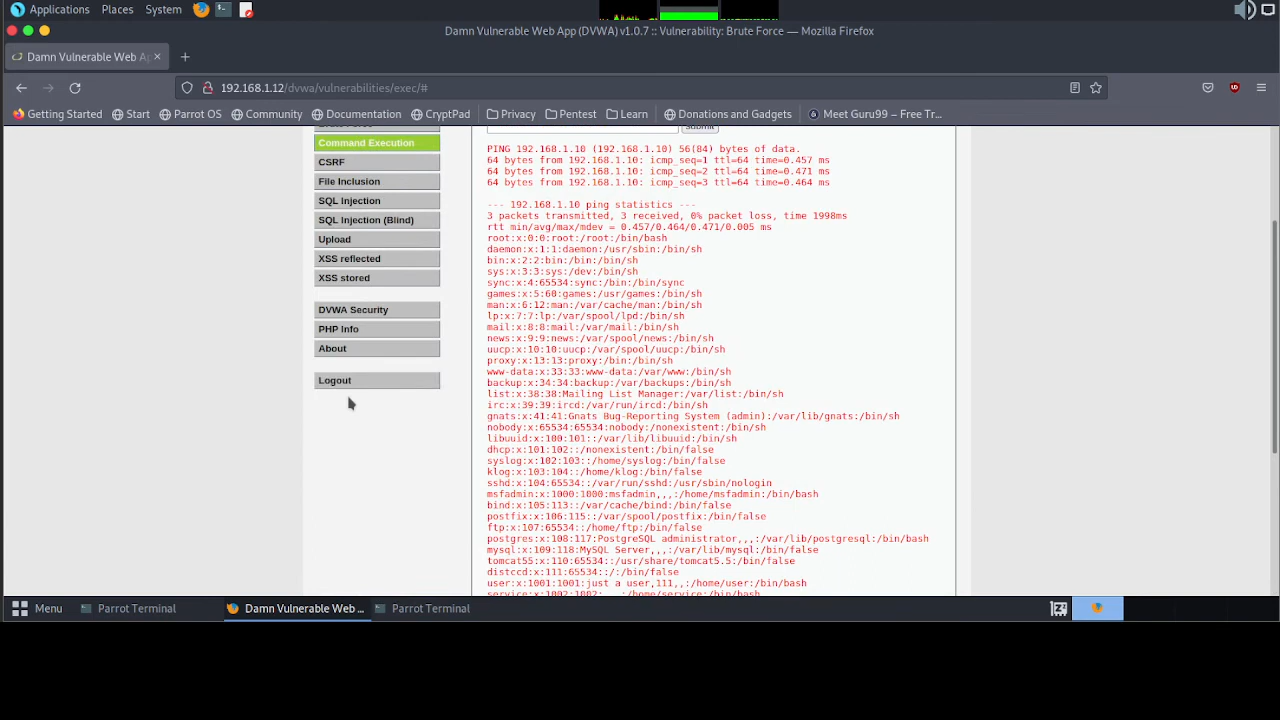 Applications Places System
Damn Vulnerable Web App (DVWA) v1.0.7 :: Vulnerability: Brute Force — Mozilla Firefox
Damn Vulnerable Web Ap
192.168.1.12/dvwa/vulnerabilities/exec/#
Getting Started Start Parrot OS Community Documentation CryptPad Privacy Pentest Learn Donations and Gadgets Meet Guru99 – Free Tr…
Submit
Command Execution
CSRF
File Inclusion
SQL Injection
SQL Injection (Blind)
Upload
XSS reflected
XSS stored
DVWA Security
PHP Info
About
Logout
PING 192.168.1.10 (192.168.1.10) 56(84) bytes of data.
64 bytes from 192.168.1.10: icmp_seq=1 ttl=64 time=0.457 ms
64 bytes from 192.168.1.10: icmp_seq=2 ttl=64 time=0.471 ms
64 bytes from 192.168.1.10: icmp_seq=3 ttl=64 time=0.464 ms
--- 192.168.1.10 ping statistics ---
3 packets transmitted, 3 received, 0% packet loss, time 1998ms
rtt min/avg/max/mdev = 0.457/0.464/0.471/0.005 ms
root:x:0:0:root:/root:/bin/bash
daemon:x:1:1:daemon:/usr/sbin:/bin/sh
bin:x:2:2:bin:/bin:/bin/sh
sys:x:3:3:sys:/dev:/bin/sh
sync:x:4:65534:sync:/bin:/bin/sync
games:x:5:60:games:/usr/games:/bin/sh
man:x:6:12:man:/var/cache/man:/bin/sh
lp:x:7:7:lp:/var/spool/lpd:/bin/sh
mail:x:8:8:mail:/var/mail:/bin/sh
news:x:9:9:news:/var/spool/news:/bin/sh
uucp:x:10:10:uucp:/var/spool/uucp:/bin/sh
proxy:x:13:13:proxy:/bin:/bin/sh
www-data:x:33:33:www-data:/var/www:/bin/sh
backup:x:34:34:backup:/var/backups:/bin/sh
list:x:38:38:Mailing List Manager:/var/list:/bin/sh
irc:x:39:39:ircd:/var/run/ircd:/bin/sh
gnats:x:41:41:Gnats Bug-Reporting System (admin):/var/lib/gnats:/bin/sh
nobody:x:65534:65534:nobody:/nonexistent:/bin/sh
libuuid:x:100:101::/var/lib/libuuid:/bin/sh
dhcp:x:101:102::/nonexistent:/bin/false
syslog:x:102:103::/home/syslog:/bin/false
klog:x:103:104::/home/klog:/bin/false
sshd:x:104:65534::/var/run/sshd:/usr/sbin/nologin
msfadmin:x:1000:1000:msfadmin,,,:/home/msfadmin:/bin/bash
bind:x:105:113::/var/cache/bind:/bin/false
postfix:x:106:115::/var/spool/postfix:/bin/false
ftp:x:107:65534::/home/ftp:/bin/false
postgres:x:108:117:PostgreSQL administrator,,,:/var/lib/postgresql:/bin/bash
mysql:x:109:118:MySQL Server,,,:/var/lib/mysql:/bin/false
tomcat55:x:110:65534::/usr/share/tomcat5.5:/bin/false
distccd:x:111:65534::/:/bin/false
user:x:1001:1001:just a user,111,,:/home/user:/bin/bash
service:x:1002:1002:,,,:/home/service:/bin/bash
Menu Parrot Terminal Damn Vulnerable Web … Parrot Terminal